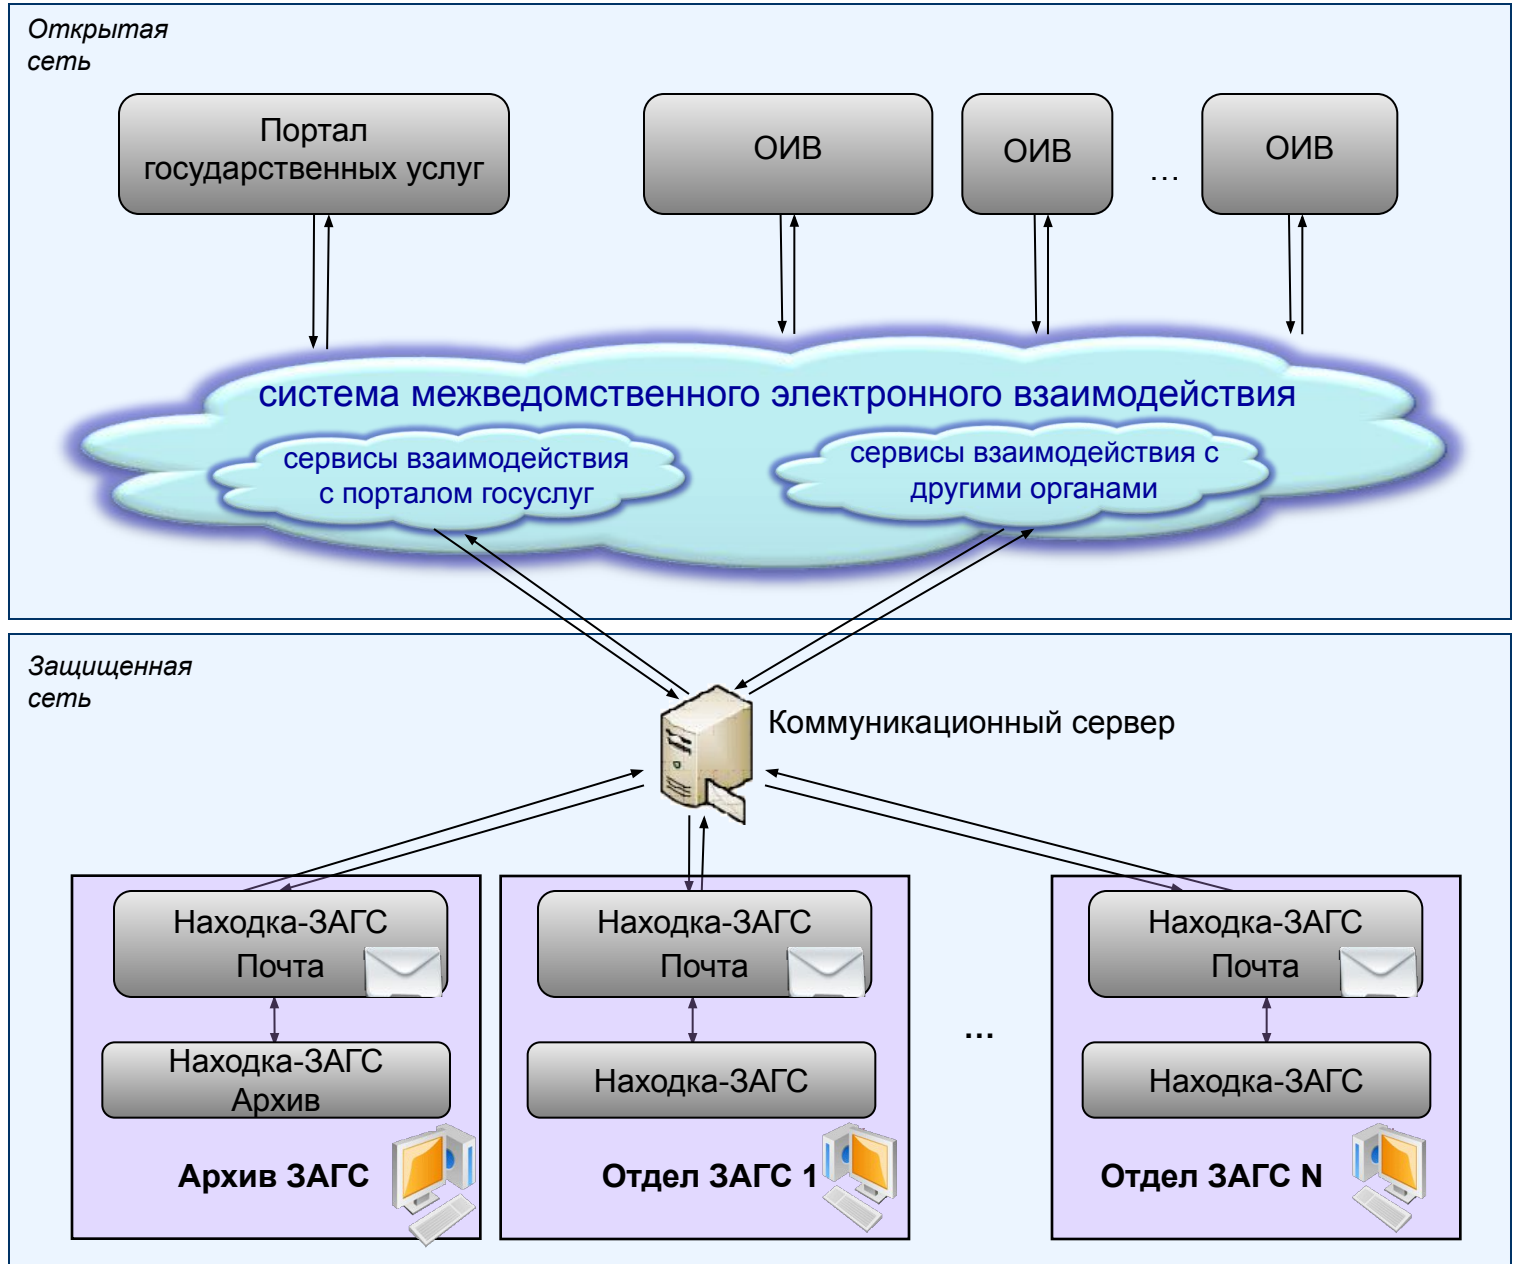 Открытая
сеть
Портал
государственных услуг
ОИВ
ОИВ
...
ОИВ
система межведомственного электронного взаимодействия
сервисы взаимодействия
с порталом госуслуг
сервисы взаимодействия с
другими органами
Защищенная
сеть
Коммуникационный сервер
Находка-ЗАГС
Почта
Находка-ЗАГС
Архив
Архив ЗАГС
Находка-ЗАГС
Почта
Находка-ЗАГС
Отдел ЗАГС 1
...
Находка-ЗАГС
Почта
Находка-ЗАГС
Отдел ЗАГС N